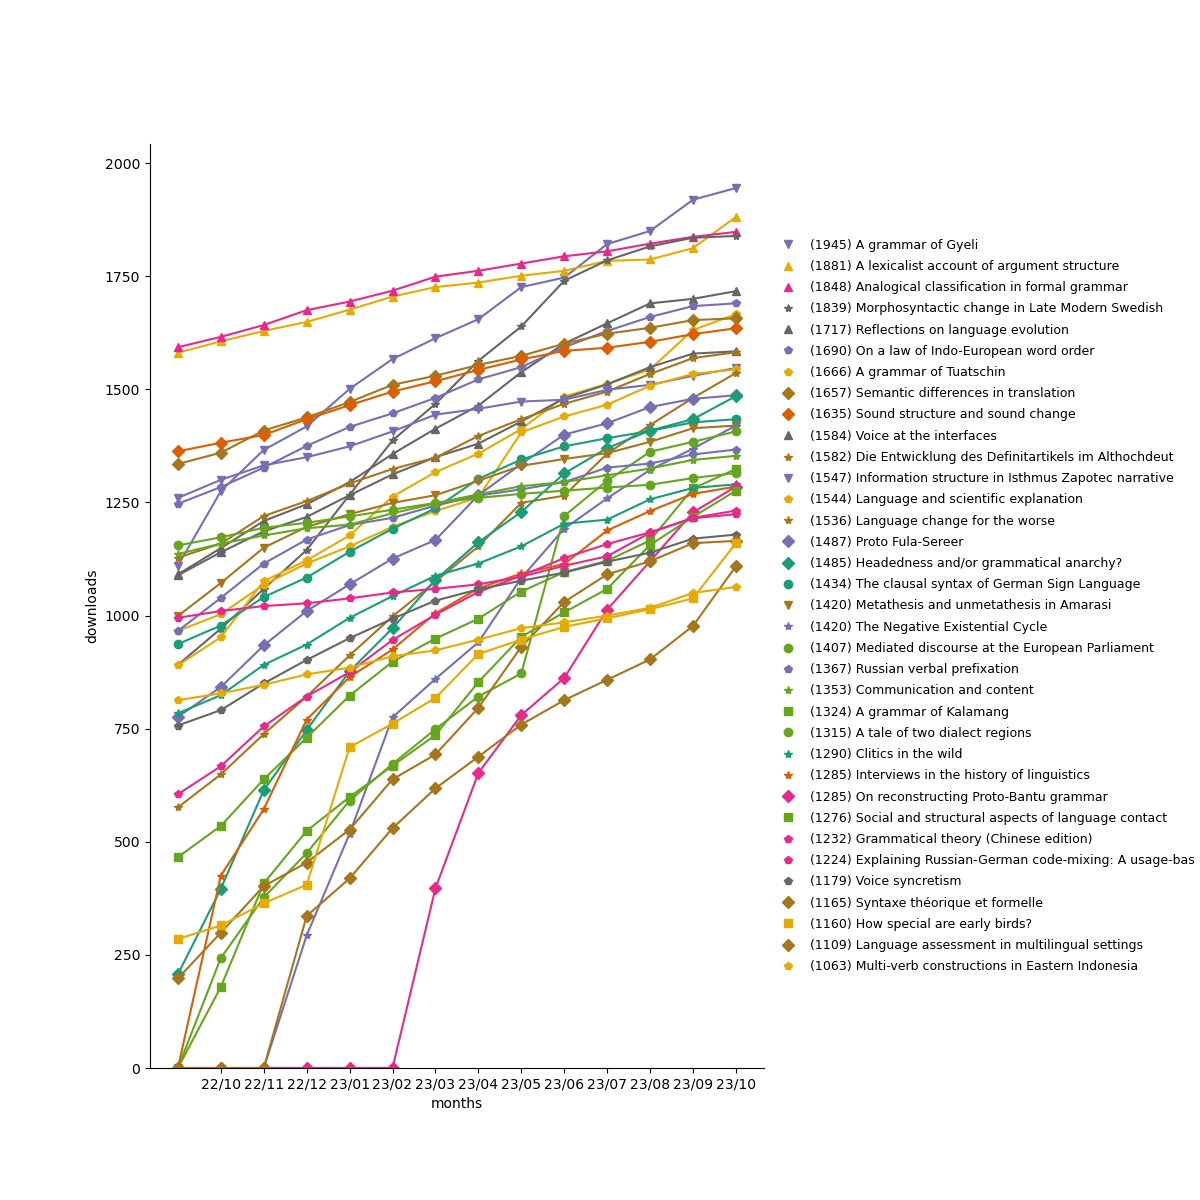 2000
1750
1500
1250
1000
750
500
250
0
downloads
22/10 22/11 22/12 23/01 23/02 23/03 23/04 23/05 23/06 23/07 23/08 23/09 23/10
months
(1945) A grammar of Gyeli
(1881) A lexicalist account of argument structure
(1848) Analogical classification in formal grammar
(1839) Morphosyntactic change in Late Modern Swedish
(1717) Reflections on language evolution
(1690) On a law of Indo-European word order
(1666) A grammar of Tuatschin
(1657) Semantic differences in translation
(1635) Sound structure and sound change
(1584) Voice at the interfaces
(1582) Die Entwicklung des Definitartikels im Althochdeut
(1547) Information structure in Isthmus Zapotec narrative
(1544) Language and scientific explanation
(1536) Language change for the worse
(1487) Proto Fula-Sereer
(1485) Headedness and/or grammatical anarchy?
(1434) The clausal syntax of German Sign Language
(1420) Metathesis and unmetathesis in Amarasi
(1420) The Negative Existential Cycle
(1407) Mediated discourse at the European Parliament
(1367) Russian verbal prefixation
(1353) Communication and content
(1324) A grammar of Kalamang
(1315) A tale of two dialect regions
(1290) Clitics in the wild
(1285) Interviews in the history of linguistics
(1285) On reconstructing Proto-Bantu grammar
(1276) Social and structural aspects of language contact
(1232) Grammatical theory (Chinese edition)
(1224) Explaining Russian-German code-mixing: A usage-bas
(1179) Voice syncretism
(1165) Syntaxe théorique et formelle
(1160) How special are early birds?
(1109) Language assessment in multilingual settings
(1063) Multi-verb constructions in Eastern Indonesia